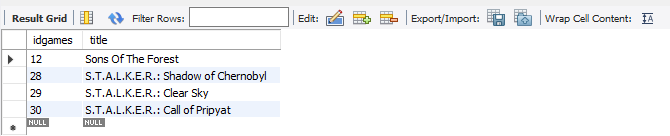 Result Grid Filter Rows: Edit: Export/Import: Wrap Cell Content: IA
idgames title
12 Sons Of The Forest
28 S.T.A.L.K.E.R.: Shadow of Chernobyl
29 S.T.A.L.K.E.R.: Clear Sky
30 S.T.A.L.K.E.R.: Call of Pripyat
NULL NULL